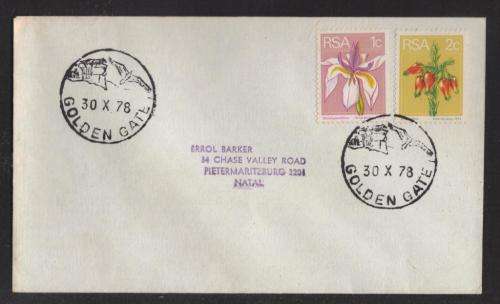 RSA 1c
RSA 2c
30 X 78
GOLDEN GATE
ERROL BARKER
34 CHASE VALLEY ROAD
PIETERMARITZBURG 3201
NATAL
30 X 78
GOLDEN GATE